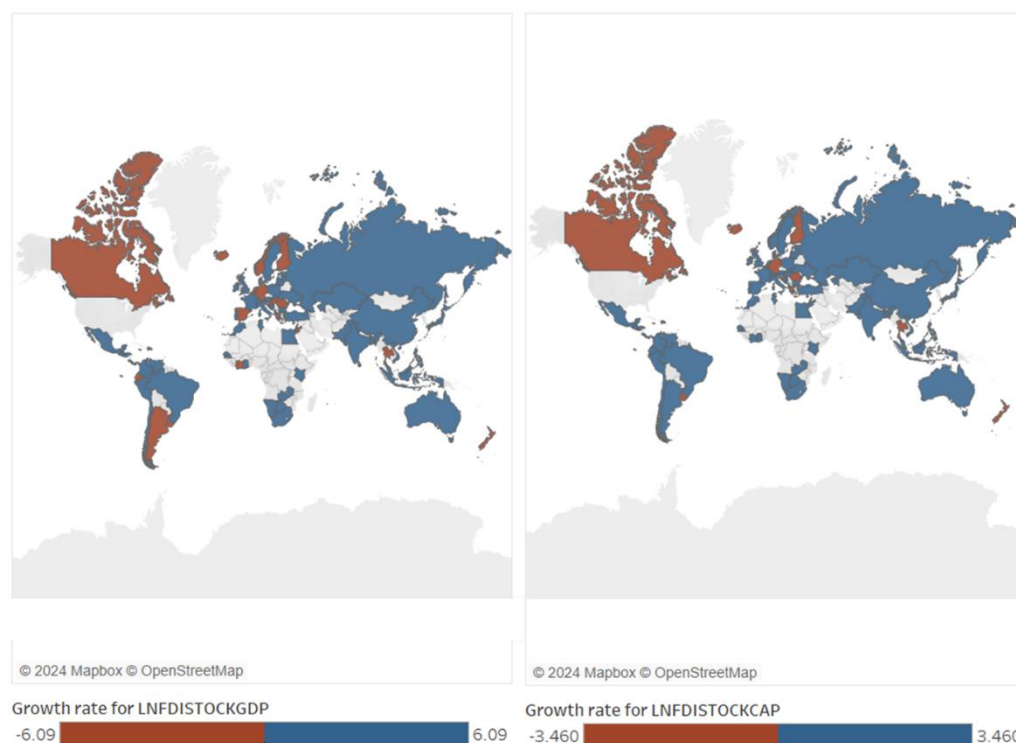 © 2024 Mapbox © OpenStreetMap
Growth rate for LNFDISTOCKGDP
-6.09 6.09
© 2024 Mapbox © OpenStreetMap
Growth rate for LNFDISTOCKCAP
-3.460 3.460